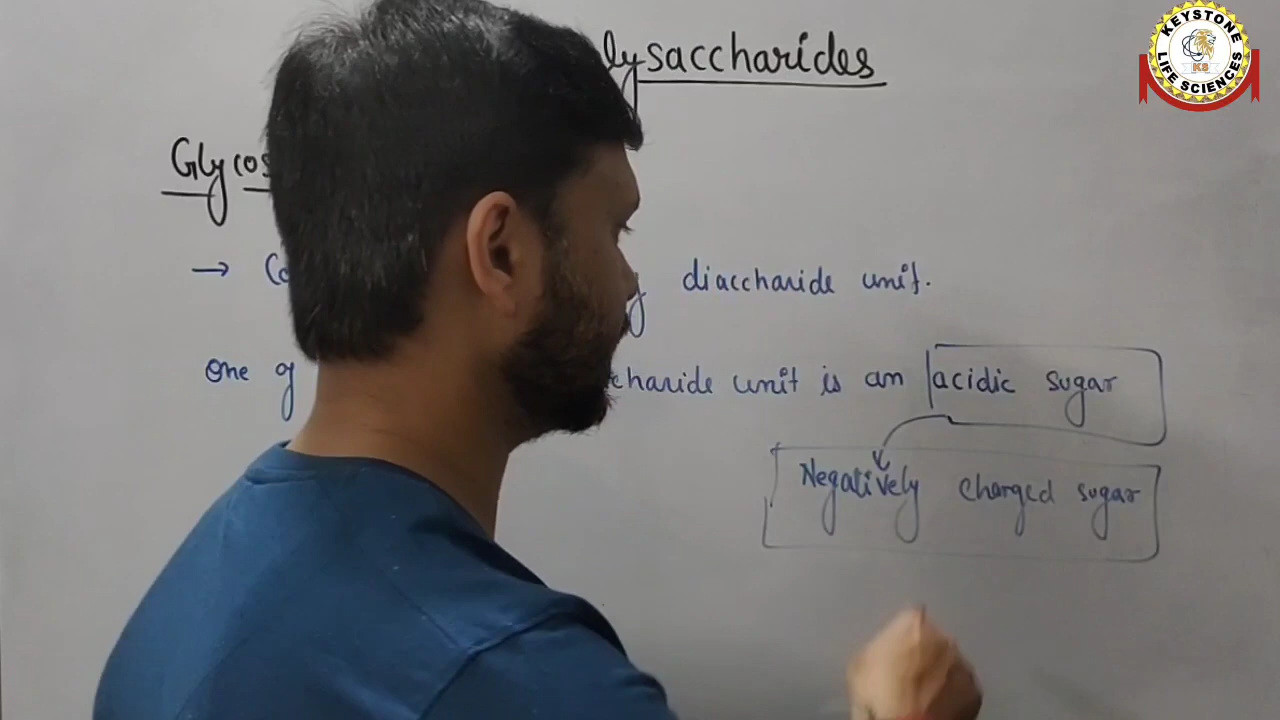 lysaccharides
KEYSTONE
LIFE SCIENCES
KS
Glycos
→ Co diaccharide unit.
One of charide unit is an acidic sugar
Negatively charged sugar